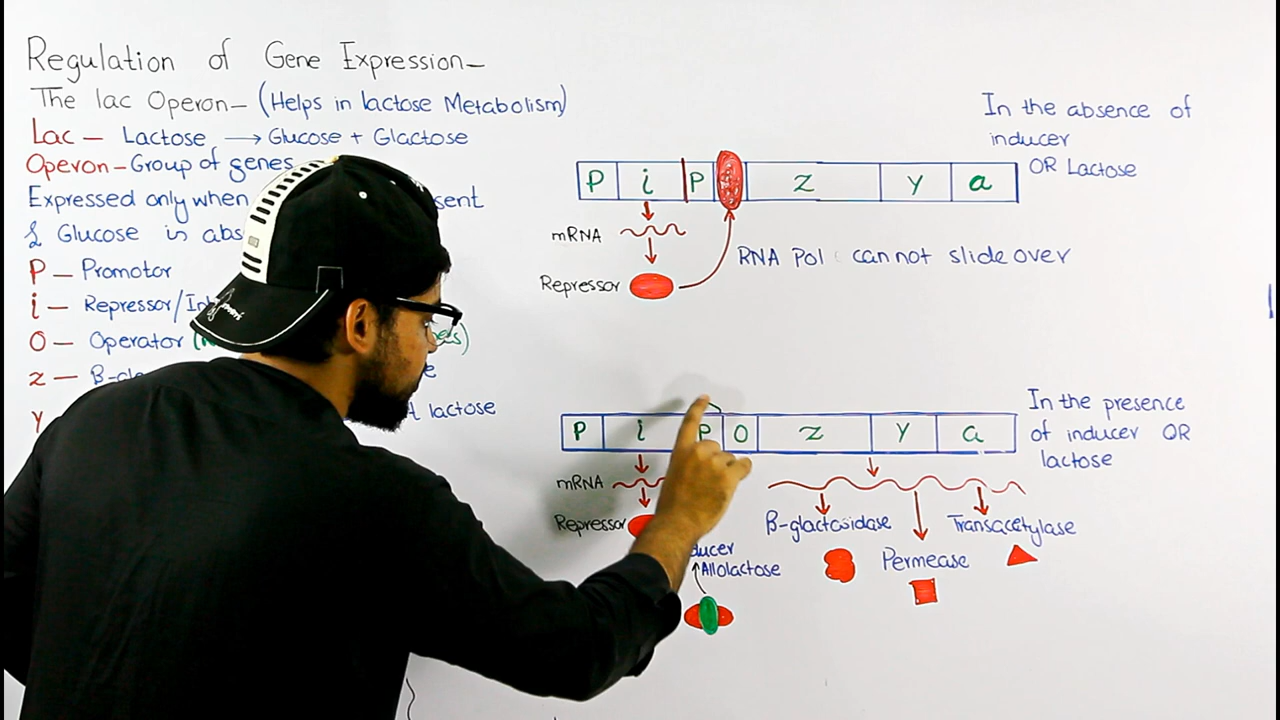 Regulation of Gene Expression-
The lac Operon- (Helps in lactose Metabolism)
Lac - Lactose → Glucose + Glactose
Operon - Group of genes
Expressed only when
& Glucose is abs
P - Promotor
i - Repressor/In
O - Operator
z - B-
lactose
y
In the absence of
inducer
OR Lactose
P i P z y a
mRNA
Repressor
RNA Pol cannot slide over
In the presence
of inducer OR
lactose
P i P O z y a
mRNA
Repressor
ducer
Allolactose
β-glactosidase
Permease
Transacetylase